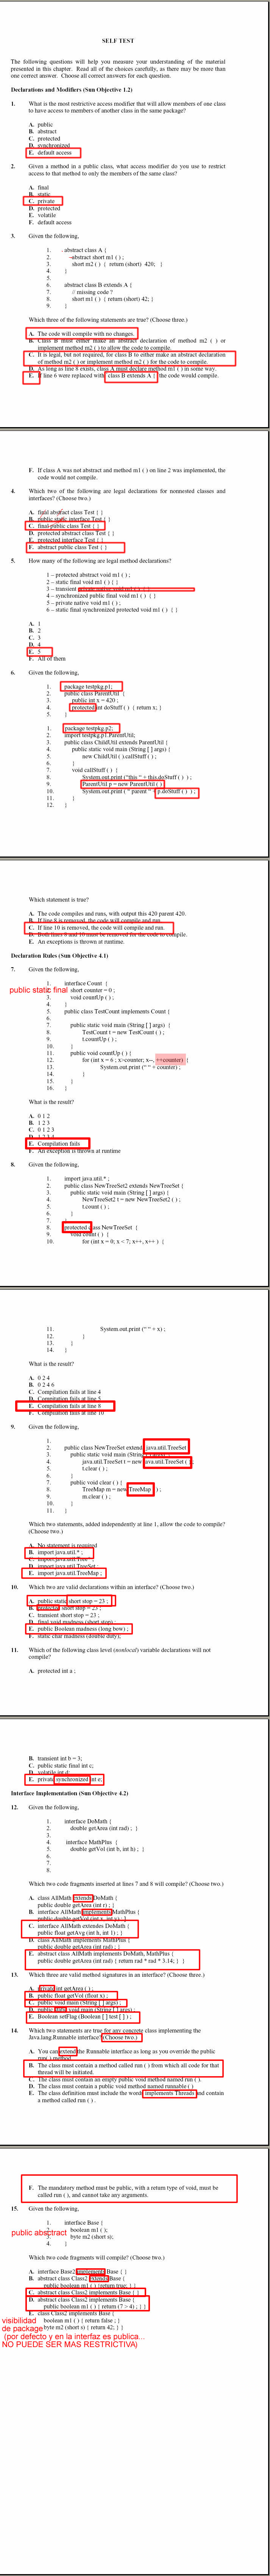 SELF TEST
The following questions will help you measure your understanding of the material
presented in this chapter. Read all of the choices carefully, as there may be more than
one correct answer. Choose all correct answers for each question.
Declarations and Modifiers (Sun Objective 1.2)
1. What is the most restrictive access modifier that will allow members of one class
to have access to members of another class in the same package?
A. public
B. abstract
C. protected
D. synchronized
E. default access
2. Given a method in a public class, what access modifier do you use to restrict
access to that method to only the members of the same class?
A. final
B. static
C. private
D. protected
E. volatile
F. default access
3. Given the following,
1. abstract class A {
2. abstract short m1 ( ) ;
3. short m2 ( ) { return (short) 420; }
4. }
5.
6. abstract class B extends A {
7. // missing code ?
8. short m1 ( ) { return (short) 42; }
9. }
Which three of the following statements are true? (Choose three.)
A. The code will compile with no changes.
B. Class B must either make an abstract declaration of method m2 ( ) or
implement method m2 ( ) to allow the code to compile.
C. It is legal, but not required, for class B to either make an abstract declaration
of method m2 ( ) or implement method m2 ( ) for the code to compile.
D. As long as line 8 exists, class A must declare method m1 ( ) in some way.
E. If line 6 were replaced with class B extends A { the code would compile.
F. If class A was not abstract and method m1 ( ) on line 2 was implemented, the
code would not compile.
4. Which two of the following are legal declarations for nonnested classes and
interfaces? (Choose two.)
A. final abstract class Test { }
B. public static interface Test { }
C. final public class Test { }
D. protected abstract class Test { }
E. protected interface Test { }
F. abstract public class Test { }
5. How many of the following are legal method declarations?
1 – protected abstract void m1 ( ) ;
2 – static final void m1 ( ) { }
3 – transient
4 – synchronized public final void m1 ( ) { }
5 – private native void m1 ( ) ;
6 – static final synchronized protected void m1 ( ) { }
A. 1
B. 2
C. 3
D. 4
E. 5
F. All of them
6. Given the following,
1. package testpkg.p1;
2. public class ParentUtil {
3. public int x = 420 ;
4. protected int doStuff ( ) { return x; }
5. }
1. package testpkg.p2;
2. import testpkg.p1.ParentUtil;
3. public class ChildUtil extends ParentUtil {
4. public static void main (String [ ] args) {
5. new ChildUtil ( ).callStuff ( ) ;
6. }
7. void callStuff ( ) {
8. System.out.print ("this " + this.doStuff ( ) ) ;
9. ParentUtil p = new ParentUtil ( ) ;
10. System.out.print ( " parent " + p.doStuff ( ) ) ;
11. }
12. }
Which statement is true?
A. The code compiles and runs, with output this 420 parent 420.
B. If line 8 is removed, the code will compile and run.
C. If line 10 is removed, the code will compile and run.
D. Both lines 8 and 10 must be removed for the code to compile.
E. An exceptions is thrown at runtime.
Declaration Rules (Sun Objective 4.1)
7. Given the following,
1. interface Count {
public static final
2. short counter = 0 ;
3. void countUp ( ) ;
4. }
5. public class TestCount implements Count {
6.
7. public static void main (String [ ] args) {
8. TestCount t = new TestCount ( ) ;
9. t.countUp ( ) ;
10. }
11. public void countUp ( ) {
12. for (int x = 6 ; x>counter; x--, ++counter) {
13. System.out.print (" " + counter) ;
14. }
15. }
16. }
What is the result?
A. 0 1 2
B. 1 2 3
C. 0 1 2 3
D. 1 2 3 4
E. Compilation fails
F. An exception is thrown at runtime
8. Given the following,
1. import java.util.* ;
2. public class NewTreeSet2 extends NewTreeSet {
3. public static void main (String [ ] args) {
4. NewTreeSet2 t = new NewTreeSet2 ( ) ;
5. t.count ( ) ;
6. }
7. }
8. protected class NewTreeSet {
9. void count ( ) {
10. for (int x = 0; x < 7; x++, x++ ) {
11. System.out.print (" " + x) ;
12. }
13. }
14. }
What is the result?
A. 0 2 4
B. 0 2 4 6
C. Compilation fails at line 4
D. Compilation fails at line 5
E. Compilation fails at line 8
F. Compilation fails at line 10
9. Given the following,
1.
2. public class NewTreeSet extends java.util.TreeSet {
3. public static void main (String [ ] args) {
4. java.util.TreeSet t = new java.util.TreeSet ( ) ;
5. t.clear ( ) ;
6. }
7. public void clear ( ) {
8. TreeMap m = new TreeMap ( ) ;
9. m.clear ( ) ;
10. }
11. }
Which two statements, added independently at line 1, allow the code to compile?
(Choose two.)
A. No statement is required
B. import java.util.* ;
C. import java.util.Tree* ;
D. import java.util.TreeSet ;
E. import java.util.TreeMap ;
10. Which two are valid declarations within an interface? (Choose two.)
A. public static short stop = 23 ;
B. protected short stop = 23 ;
C. transient short stop = 23 ;
D. final void madness (short stop) ;
E. public Boolean madness (long bow) ;
F. static char madness (double duty);
11. Which of the following class level (nonlocal) variable declarations will not
compile?
A. protected int a ;
B. transient int b = 3;
C. public static final int c;
D. volatile int d;
E. private synchronized int e;
Interface Implementation (Sun Objective 4.2)
12. Given the following,
1. interface DoMath {
2. double getArea (int rad) ; }
3.
4. interface MathPlus {
5. double getVol (int b, int h) ; }
6.
7.
8.
Which two code fragments inserted at lines 7 and 8 will compile? (Choose two.)
A. class AllMath extends DoMath {
public double getArea (int r) ; }
B. interface AllMath implements MathPlus {
public double getVol (int x, int y) ; }
C. interface AllMath extends DoMath {
public float getAvg (int h, int l) ; }
D. class AllMath implements MathPlus {
public double getArea (int rad) ; }
E. abstract class AllMath implements DoMath, MathPlus {
public double getArea (int rad) { return rad * rad * 3.14; } }
13. Which three are valid method signatures in an interface? (Choose three.)
A. private int getArea ( ) ;
B. public float getVol (float x) ;
C. public void main (String [ ] args) ;
D. public static void main (String [ ] args) ;
E. Boolean setFlag (Boolean [ ] test [ ] ) ;
14. Which two statements are true for any concrete class implementing the
Java.lang.Runnable interface? (Choose two.)
A. You can extend the Runnable interface as long as you override the public
run( ) method.
B. The class must contain a method called run ( ) from which all code for that
thread will be initiated.
C. The class must contain an empty public void method named run ( ).
D. The class must contain a public void method named runnable ( )
E. The class definition must include the words implements Threads and contain
a method called run ( ) .
F. The mandatory method must be public, with a return type of void, must be
called run ( ), and cannot take any arguments.
15. Given the following,
1. interface Base {
public abstract
2. boolean m1 ( ) ;
3. byte m2 (short s);
4. }
Which two code fragments will compile? (Choose two.)
A. interface Base2 implements Base { }
B. abstract class Class2 extends Base {
public boolean m1 ( ) {return true; } }
C. abstract class Class2 implements Base { }
D. abstract class Class2 implements Base {
public boolean m1 ( ) { return (7 > 4) ; } }
E. class Class2 implements Base {
visibilidad
boolean m1 ( ) { return false ; }
de package
byte m2 (short s) { return 42; } }
(por defecto y en la interfaz es publica...
NO PUEDE SER MAS RESTRICTIVA)